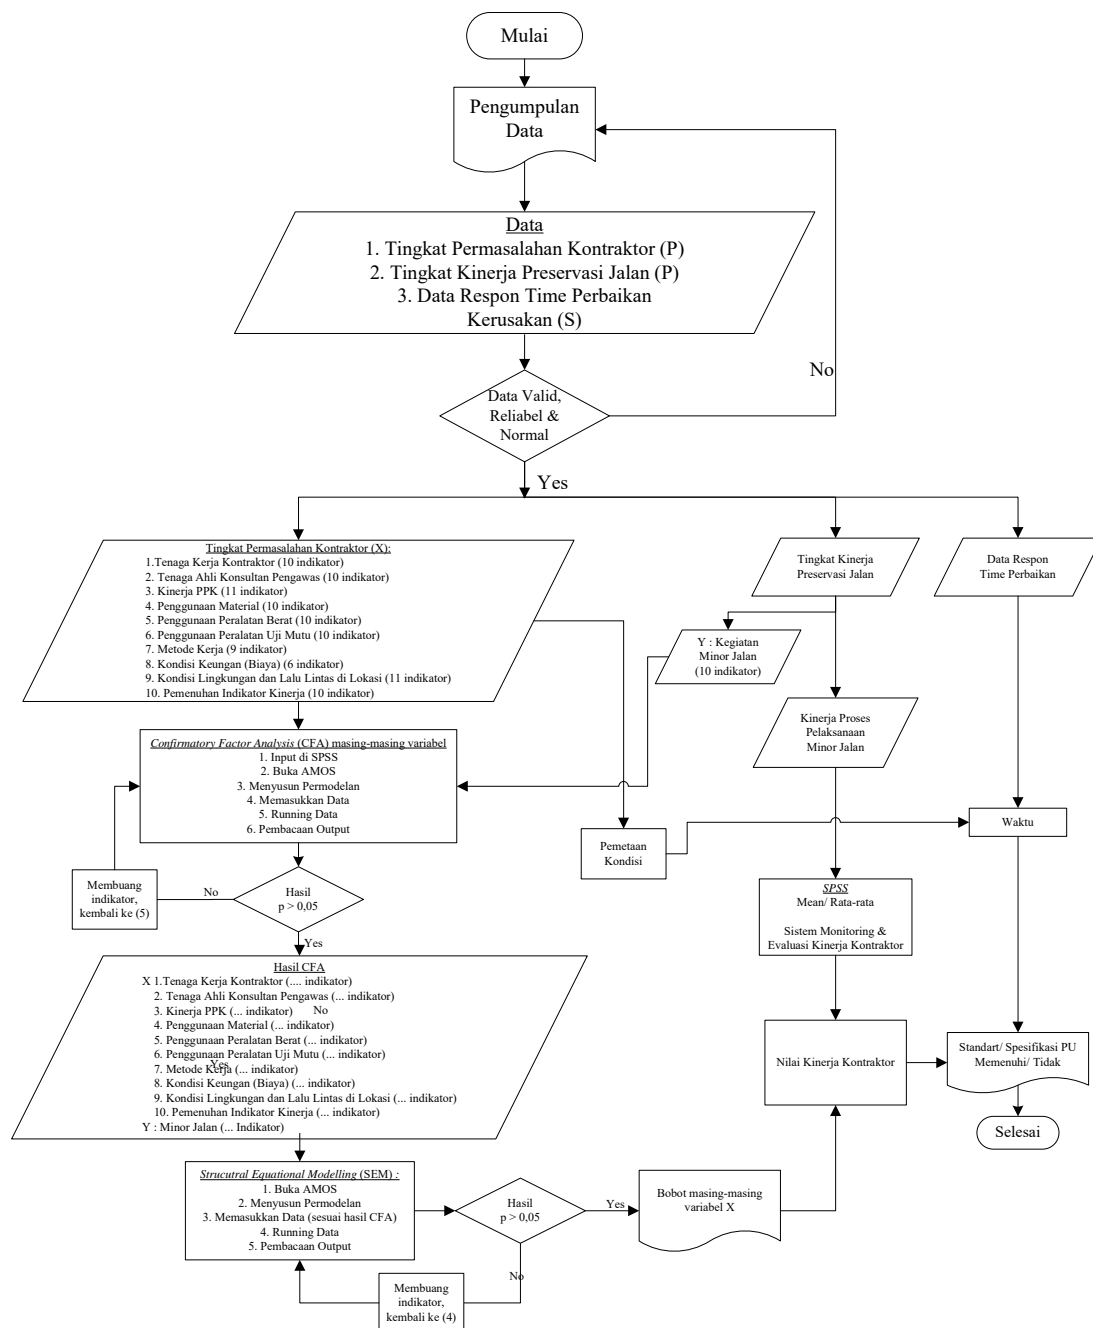 Mulai
Pengumpulan
Data
Data
1. Tingkat Permasalahan Kontraktor (P)
2. Tingkat Kinerja Preservasi Jalan (P)
3. Data Respon Time Perbaikan
Kerusakan (S)
No
Data Valid,
Reliabel &
Normal
Yes
Tingkat Permasalahan Kontraktor (X):
1.Tenaga Kerja Kontraktor (10 indikator)
2. Tenaga Ahli Konsultan Pengawas (10 indikator)
3. Kinerja PPK (11 indikator)
4. Penggunaan Material (10 indikator)
5. Penggunaan Peralatan Berat (10 indikator)
6. Penggunaan Peralatan Uji Mutu (10 indikator)
7. Metode Kerja (9 indikator)
8. Kondisi Keungan (Biaya) (6 indikator)
9. Kondisi Lingkungan dan Lalu Lintas di Lokasi (11 indikator)
10. Pemenuhan Indikator Kinerja (10 indikator)
Tingkat Kinerja
Preservasi Jalan
Data Respon
Time Perbaikan
Y : Kegiatan
Minor Jalan
(10 indikator)
Kinerja Proses
Pelaksanaan
Minor Jalan
Confirmatory Factor Analysis (CFA) masing-masing variabel
1. Input di SPSS
2. Buka AMOS
3. Menyusun Permodelan
4. Memasukkan Data
5. Running Data
6. Pembacaan Output
Pemetaan
Kondisi
Waktu
Membuang
indikator,
kembali ke (5)
No
Hasil
p > 0,05
Yes
SPSS
Mean/ Rata-rata
Sistem Monitoring &
Evaluasi Kinerja Kontraktor
Hasil CFA
X 1.Tenaga Kerja Kontraktor (.... indikator)
2. Tenaga Ahli Konsultan Pengawas (... indikator)
3. Kinerja PPK (... indikator)
No
4. Penggunaan Material (... indikator)
5. Penggunaan Peralatan Berat (... indikator)
6. Penggunaan Peralatan Uji Mutu (... indikator)
Yes
7. Metode Kerja (... indikator)
8. Kondisi Keungan (Biaya) (... indikator)
9. Kondisi Lingkungan dan Lalu Lintas di Lokasi (... indikator)
10. Pemenuhan Indikator Kinerja (... indikator)
Y : Minor Jalan (... Indikator)
Nilai Kinerja Kontraktor
Standart/ Spesifikasi PU
Memenuhi/ Tidak
Selesai
Strucutral Equational Modelling (SEM) :
1. Buka AMOS
2. Menyusun Permodelan
3. Memasukkan Data (sesuai hasil CFA)
4. Running Data
5. Pembacaan Output
Hasil
p > 0,05
Yes
Bobot masing-masing
variabel X
No
Membuang
indikator,
kembali ke (4)